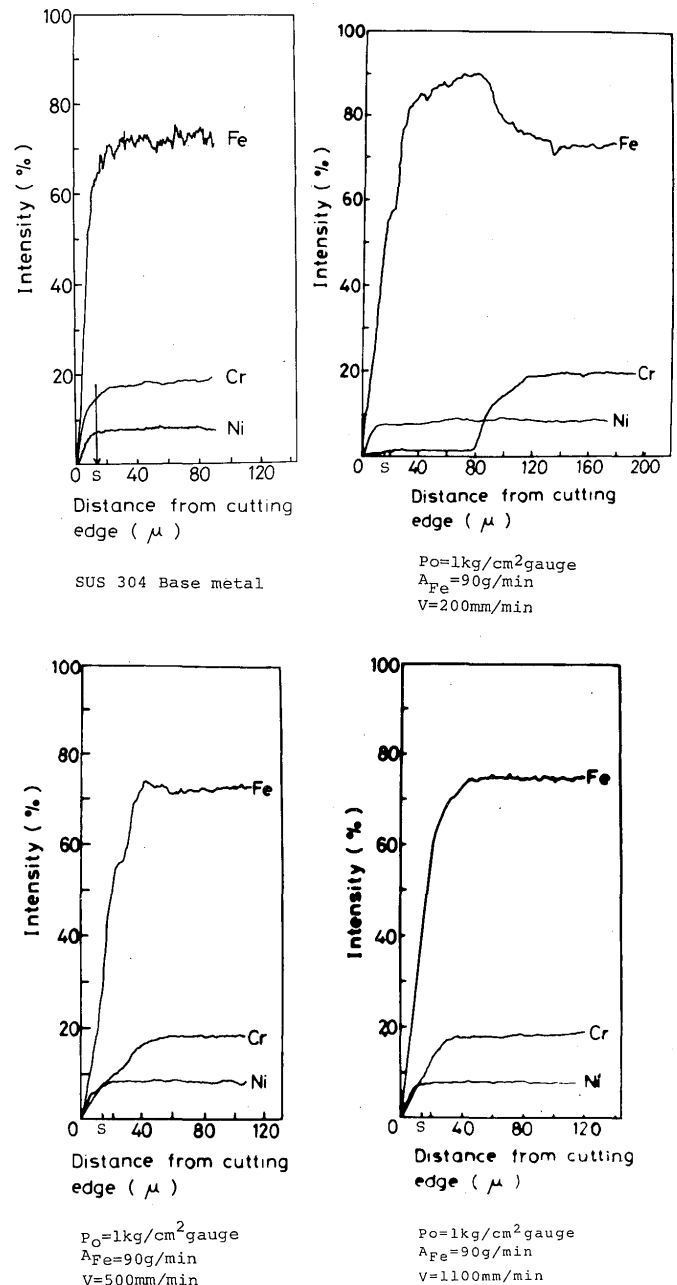 100
80
60
40
20
0
Intensity (%)
Fe
Cr
Ni
0 S 40 80 120
Distance from cutting
edge ( μ )
SUS 304 Base metal
100
80
60
40
20
0
Intensity (%)
Fe
Cr
Ni
0 S 40 80 120 160 200
Distance from cutting
edge ( μ )
Po=1kg/cm²gauge
AFe=90g/min
V=200mm/min
100
80
60
40
20
Intensity (%)
Fe
Cr
Ni
0 S 40 80 120
Distance from cutting
edge ( μ )
Po=1kg/cm²gauge
AFe=90g/min
V=500mm/min
100
80
60
40
20
Intensity (%)
Fe
Cr
Ni
0 S 40 80 120
Distance from cutting
edge ( μ )
Po=1kg/cm²gauge
AFe=90g/min
V=1100mm/min